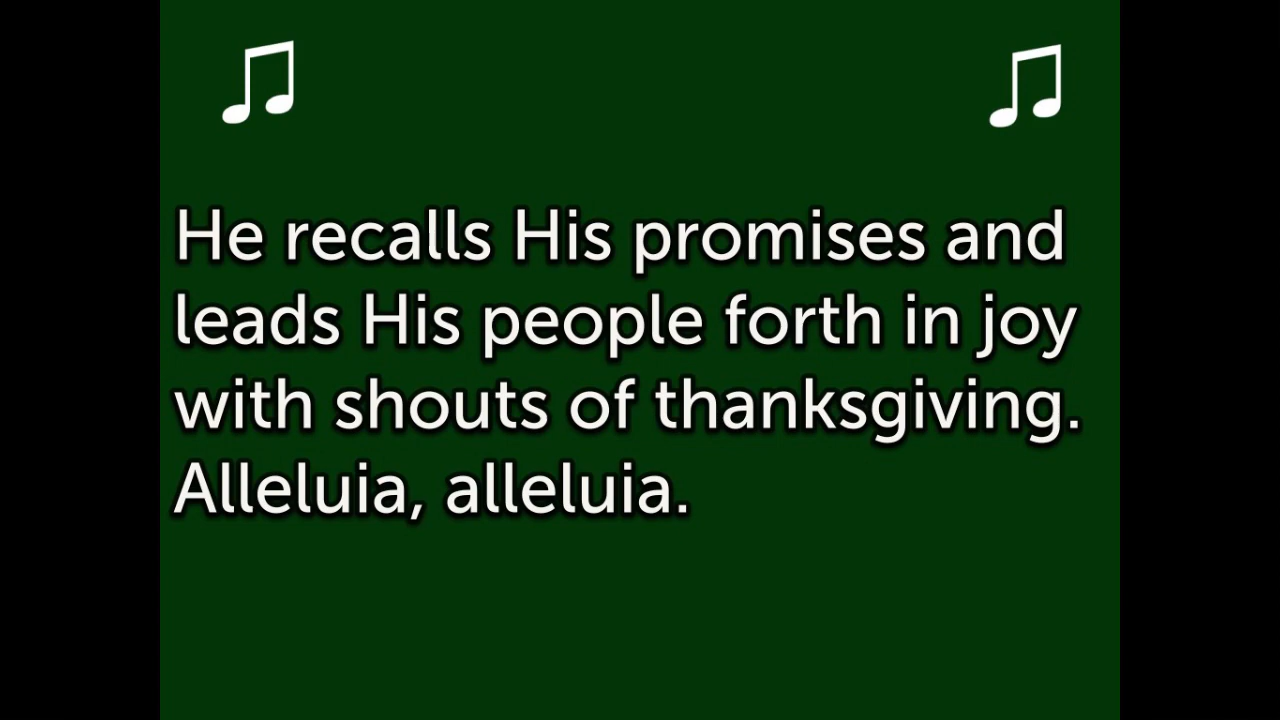 He recalls His promises and
leads His people forth in joy
with shouts of thanksgiving.
Alleluia, alleluia.